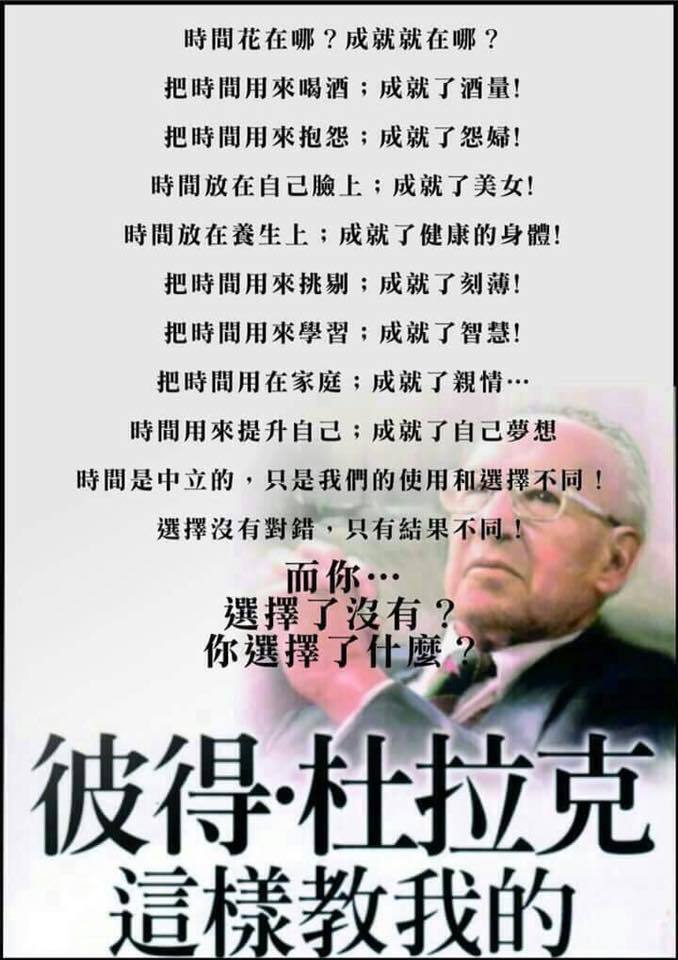 時間花在哪？成就就在哪？
把時間用來喝酒；成就了酒量!
把時間用來抱怨；成就了怨婦!
時間放在自己臉上；成就了美女!
時間放在養生上；成就了健康的身體!
把時間用來挑剔；成就了刻薄!
把時間用來學習；成就了智慧!
把時間用在家庭；成就了親情…
時間用來提升自己；成就了自己夢想
時間是中立的，只是我們的使用和選擇不同！
選擇沒有對錯，只有結果不同！
而你…
選擇了沒有？
你選擇了什麼？
彼得·杜拉克
這樣教我的